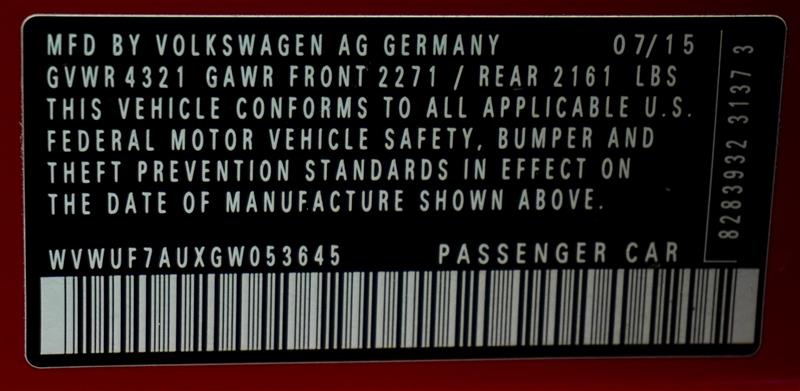 MFD BY VOLKSWAGEN AG GERMANY 07/15
GVWR 4321 GAWR FRONT 2271 / REAR 2161 LBS
THIS VEHICLE CONFORMS TO ALL APPLICABLE U.S.
FEDERAL MOTOR VEHICLE SAFETY, BUMPER AND
THEFT PREVENTION STANDARDS IN EFFECT ON
THE DATE OF MANUFACTURE SHOWN ABOVE.
WVWUF7AUXGW053645 PASSENGER CAR
8283932 3137 3